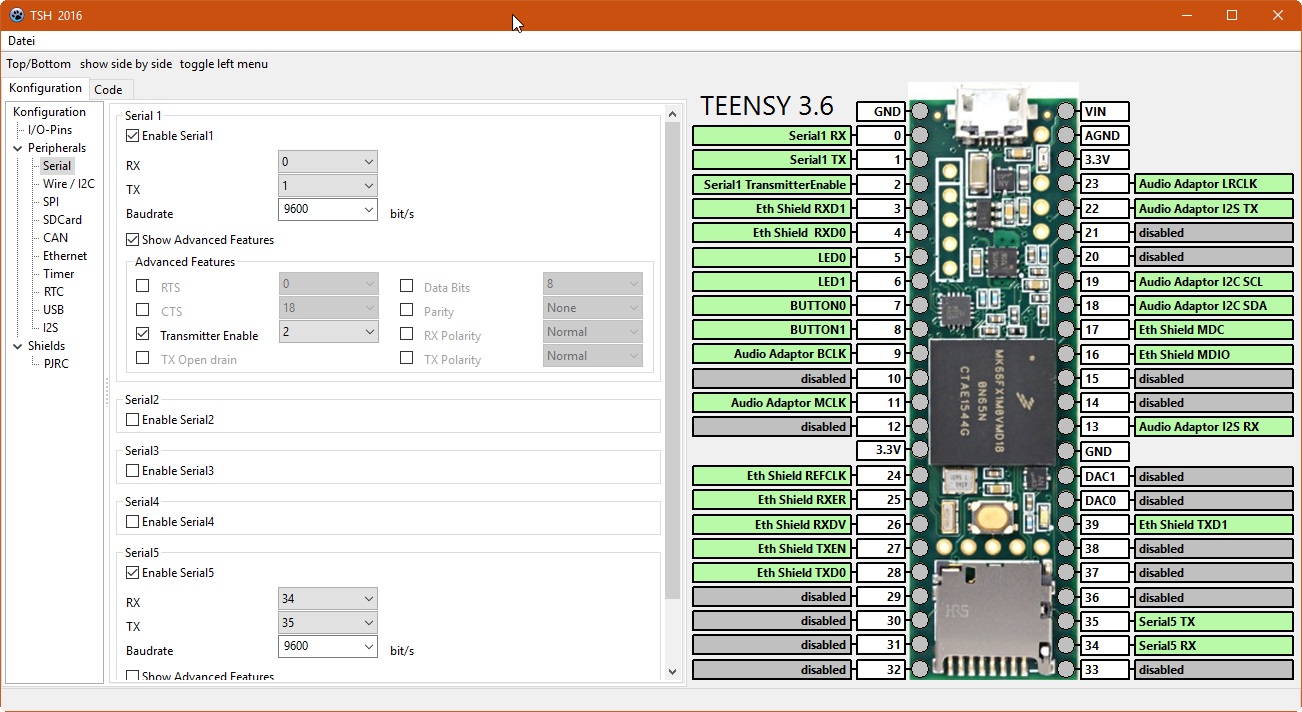 TSH 2016
Datei
Top/Bottom show side by side toggle left menu
Konfiguration Code
Konfiguration
I/O-Pins
Peripherals
Serial
Wire / I2C
SPI
SDCard
CAN
Ethernet
Timer
RTC
USB
I2S
Shields
PJRC
Serial 1
Enable Serial1
RX 0
TX 1
Baudrate 9600 bit/s
Show Advanced Features
Advanced Features
RTS 0 Data Bits 8
CTS 18 Parity None
Transmitter Enable 2 RX Polarity Normal
TX Open drain TX Polarity Normal
Serial2
Enable Serial2
Serial3
Enable Serial3
Serial4
Enable Serial4
Serial5
Enable Serial5
RX 34
TX 35
Baudrate 9600 bit/s
Show Advanced Features
TEENSY 3.6
GND VIN
Serial1 RX 0 AGND
Serial1 TX 1 3.3V
Serial1 TransmitterEnable 2 23 Audio Adaptor LRCLK
Eth Shield RXD1 3 22 Audio Adaptor I2S TX
Eth Shield RXD0 4 21 disabled
LED0 5 20 disabled
LED1 6 19 Audio Adaptor I2C SCL
BUTTON0 7 18 Audio Adaptor I2C SDA
BUTTON1 8 17 Eth Shield MDC
Audio Adaptor BCLK 9 16 Eth Shield MDIO
disabled 10 15 disabled
Audio Adaptor MCLK 11 14 disabled
disabled 12 13 Audio Adaptor I2S RX
3.3V GND
Eth Shield REFCLK 24 DAC1 disabled
Eth Shield RXER 25 DAC0 disabled
Eth Shield RXDV 26 39 Eth Shield TXD1
Eth Shield TXEN 27 38 disabled
Eth Shield TXD0 28 37 disabled
disabled 29 36 disabled
disabled 30 35 Serial5 TX
disabled 31 34 Serial5 RX
disabled 32 33 disabled
MK66FX1M0VMD18
0N65N
CTAE1544G
HRS